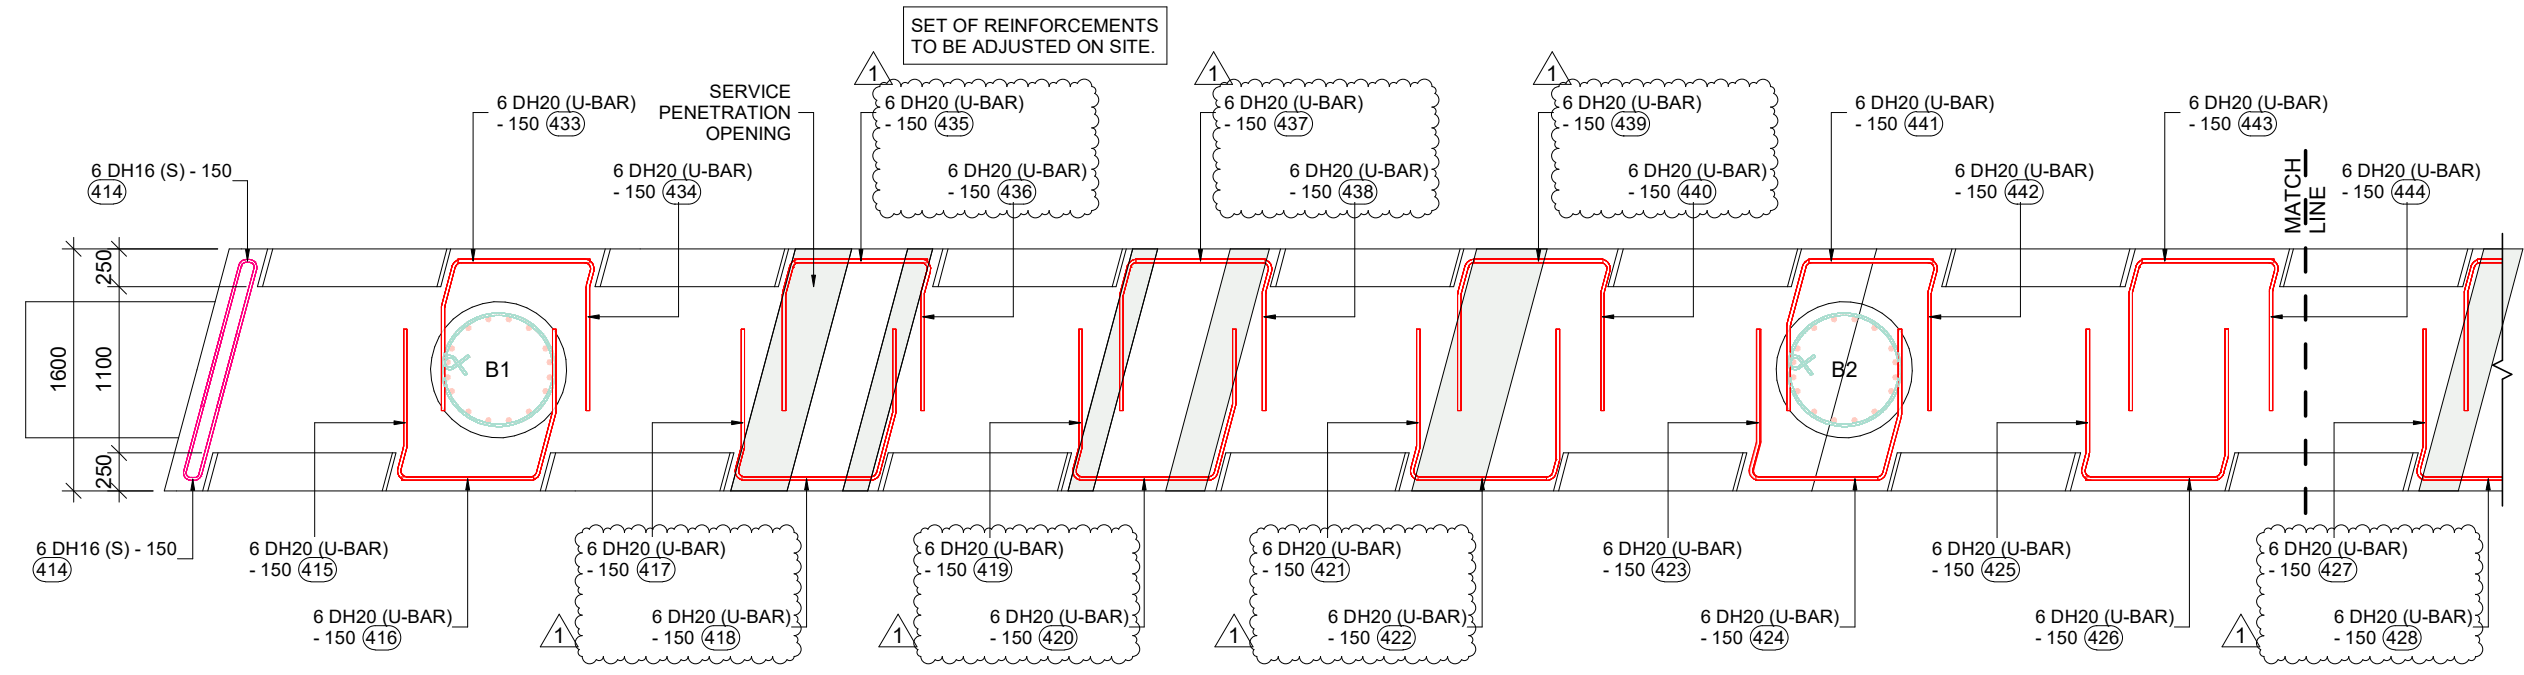 SET OF REINFORCEMENTS
TO BE ADJUSTED ON SITE.
1
1
1
6 DH20 (U-BAR)
- 150 433
SERVICE
PENETRATION
OPENING
6 DH20 (U-BAR)
- 150 435
6 DH20 (U-BAR)
- 150 437
6 DH20 (U-BAR)
- 150 439
6 DH20 (U-BAR)
- 150 441
6 DH20 (U-BAR)
- 150 443
6 DH16 (S) - 150
414
6 DH20 (U-BAR)
- 150 434
6 DH20 (U-BAR)
- 150 436
6 DH20 (U-BAR)
- 150 438
6 DH20 (U-BAR)
- 150 440
6 DH20 (U-BAR)
- 150 442
MATCH
LINE
6 DH20 (U-BAR)
- 150 444
1600
250
1100
250
B1
B2
6 DH16 (S) - 150
414
6 DH20 (U-BAR)
- 150 415
6 DH20 (U-BAR)
- 150 417
6 DH20 (U-BAR)
- 150 419
6 DH20 (U-BAR)
- 150 421
6 DH20 (U-BAR)
- 150 423
6 DH20 (U-BAR)
- 150 425
6 DH20 (U-BAR)
- 150 427
6 DH20 (U-BAR)
- 150 416
1
6 DH20 (U-BAR)
- 150 418
1
6 DH20 (U-BAR)
- 150 420
1
6 DH20 (U-BAR)
- 150 422
6 DH20 (U-BAR)
- 150 424
6 DH20 (U-BAR)
- 150 426
1
6 DH20 (U-BAR)
- 150 428